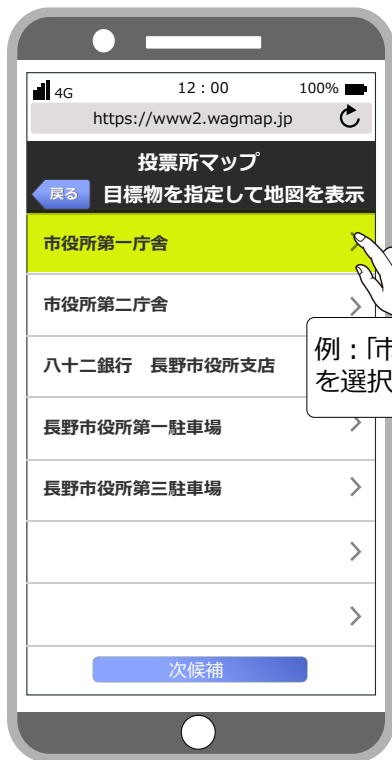 4G 12：00 100%
https://www2.wagmap.jp
投票所マップ
戻る 目標物を指定して地図を表示
市役所第一庁舎
市役所第二庁舎
八十二銀行　長野市役所支店
例：「市
を選択
長野市役所第一駐車場
長野市役所第三駐車場
次候補